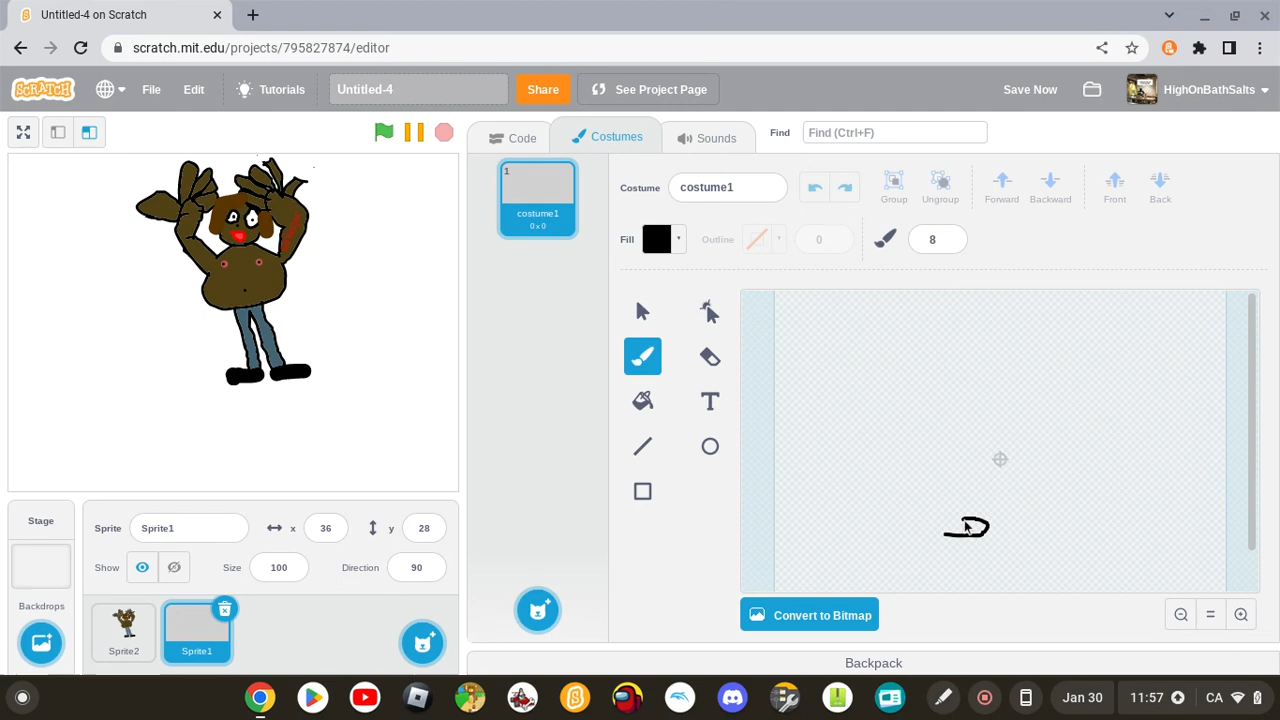 Untitled-4 on Scratch
scratch.mit.edu/projects/795827874/editor
SCRATCH File Edit Tutorials Untitled-4 Share See Project Page Save Now HighOnBathSalts
Code Costumes Sounds Find Find (Ctrl+F)
1
costume1
0 x 0
Costume costume1 Group Ungroup Forward Backward Front Back
Fill Outline 0 8
Sprite Sprite1 x 36 y 28
Show Size 100 Direction 90
Stage
Backdrops
Sprite2 Sprite1
Convert to Bitmap
Backpack
Jan 30 11:57 CA